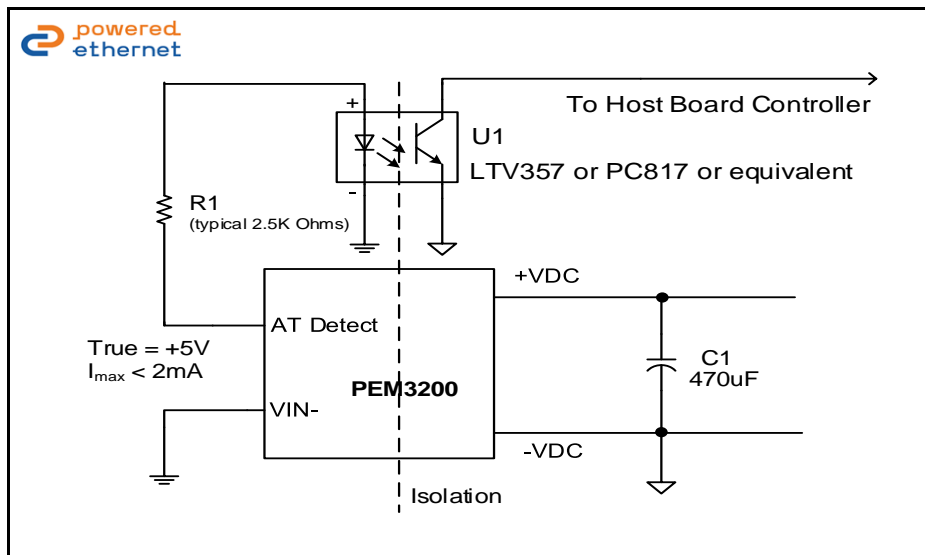 powered
ethernet
To Host Board Controller
+
U1
LTV357 or PC817 or equivalent
-
R1
(typical 2.5K Ohms)
+VDC
AT Detect
True = +5V
Imax < 2mA
C1
470uF
PEM3200
VIN-
-VDC
Isolation